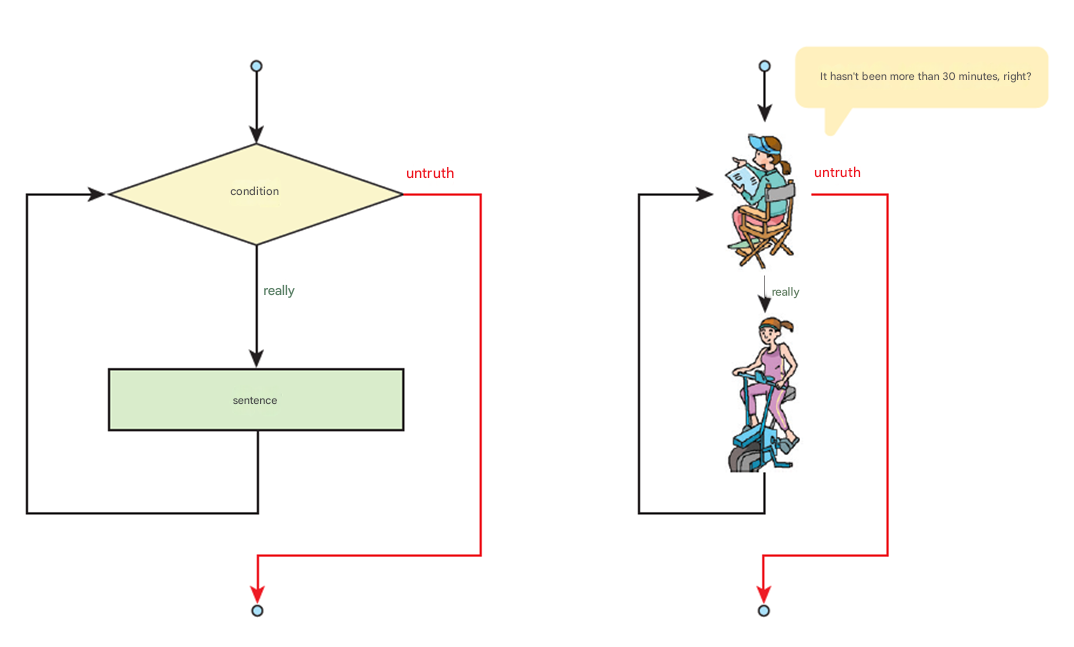 condition
untruth
really
sentence
It hasn't been more than 30 minutes, right?
untruth
really